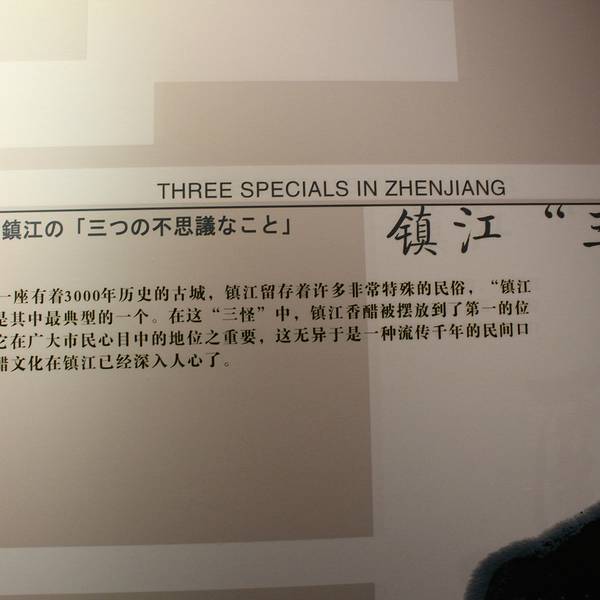 THREE SPECIALS IN ZHENJIANG
鎮江の「三つの不思議なこと」
镇江“三
一座有着3000年历史的古城，镇江留存着许多非常特殊的民俗，“镇江
是其中最典型的一个。在这“三怪”中，镇江香醋被摆放到了第一的位
它在广大市民心目中的地位之重要，这无异于是一种流传千年的民间口
醋文化在镇江已经深入人心了。